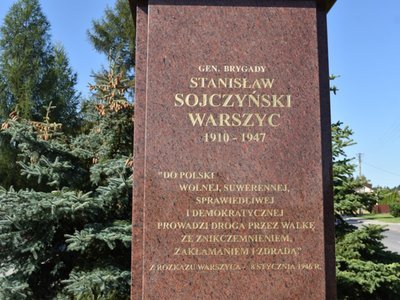 GEN. BRYGADY
STANISŁAW
SOJCZYŃSKI
WARSZYC
1910 - 1947
"DO POLSKI
WOLNEJ, SUWERENNEJ,
SPRAWIEDLIWEJ
I DEMOKRATYCZNEJ
PROWADZI DROGA PRZEZ WALKĘ
ZE ZNIKCZEMNIENIEM,
ZAKŁAMANIEM I ZDRADĄ"
Z ROZKAZU WARSZYCA - 8 STYCZNIA 1946 R.